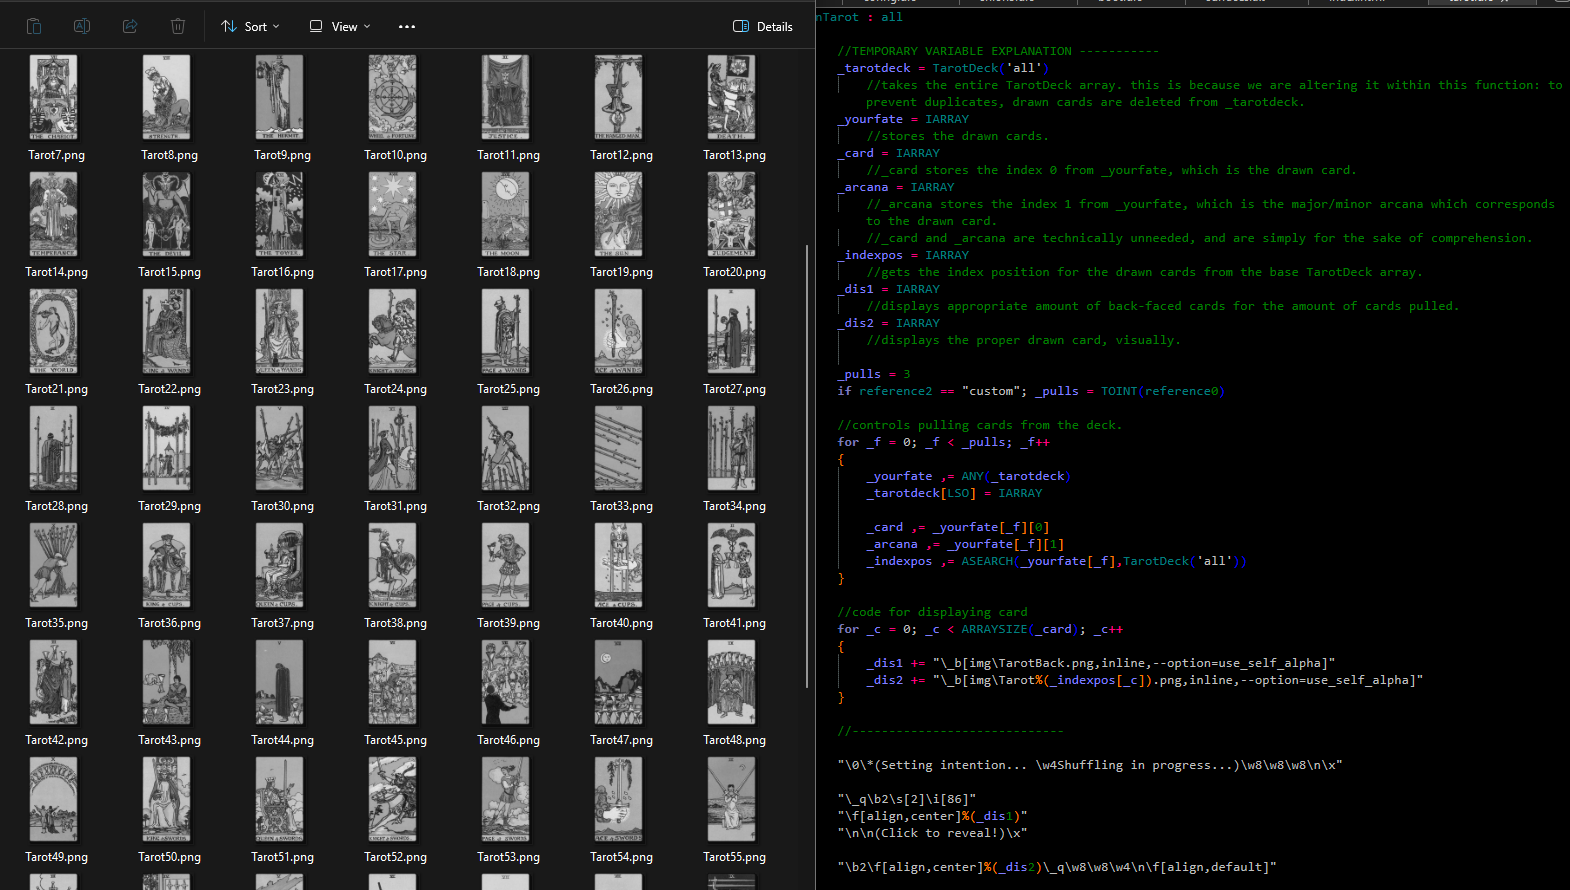 Sort
View
Details
Tarot7.png
Tarot8.png
Tarot9.png
Tarot10.png
Tarot11.png
Tarot12.png
Tarot13.png
Tarot14.png
Tarot15.png
Tarot16.png
Tarot17.png
Tarot18.png
Tarot19.png
Tarot20.png
Tarot21.png
Tarot22.png
Tarot23.png
Tarot24.png
Tarot25.png
Tarot26.png
Tarot27.png
Tarot28.png
Tarot29.png
Tarot30.png
Tarot31.png
Tarot32.png
Tarot33.png
Tarot34.png
Tarot35.png
Tarot36.png
Tarot37.png
Tarot38.png
Tarot39.png
Tarot40.png
Tarot41.png
Tarot42.png
Tarot43.png
Tarot44.png
Tarot45.png
Tarot46.png
Tarot47.png
Tarot48.png
Tarot49.png
Tarot50.png
Tarot51.png
Tarot52.png
Tarot53.png
Tarot54.png
Tarot55.png
nTarot : all
//TEMPORARY VARIABLE EXPLANATION -----------
_tarotdeck = TarotDeck('all')
//takes the entire TarotDeck array. this is because we are altering it within this function: to
prevent duplicates, drawn cards are deleted from _tarotdeck.
_yourfate = IARRAY
//stores the drawn cards.
_card = IARRAY
//_card stores the index 0 from _yourfate, which is the drawn card.
_arcana = IARRAY
//_arcana stores the index 1 from _yourfate, which is the major/minor arcana which corresponds
to the drawn card.
//_card and _arcana are technically unneeded, and are simply for the sake of comprehension.
_indexpos = IARRAY
//gets the index position for the drawn cards from the base TarotDeck array.
_dis1 = IARRAY
//displays appropriate amount of back-faced cards for the amount of cards pulled.
_dis2 = IARRAY
//displays the proper drawn card, visually.
_pulls = 3
if reference2 == "custom"; _pulls = TOINT(reference0)
//controls pulling cards from the deck.
for _f = 0; _f < _pulls; _f++
{
_yourfate ,= ANY(_tarotdeck)
_tarotdeck[LSO] = IARRAY
_card ,= _yourfate[_f][0]
_arcana ,= _yourfate[_f][1]
_indexpos ,= ASEARCH(_yourfate[_f],TarotDeck('all'))
}
//code for displaying card
for _c = 0; _c < ARRAYSIZE(_card); _c++
{
_dis1 += "\_b[img\TarotBack.png,inline,--option=use_self_alpha]"
_dis2 += "\_b[img\Tarot%(_indexpos[_c]).png,inline,--option=use_self_alpha]"
}
//-----------------------------
"\0\*(Setting intention... \w4Shuffling in progress...)\w8\w8\w8\n\x"
"\_q\b2\s[2]\i[86]"
"\f[align,center]%(_dis1)"
"\n\n(Click to reveal!)\x"
"\b2\f[align,center]%(_dis2)\_q\w8\w8\w4\n\f[align,default]"